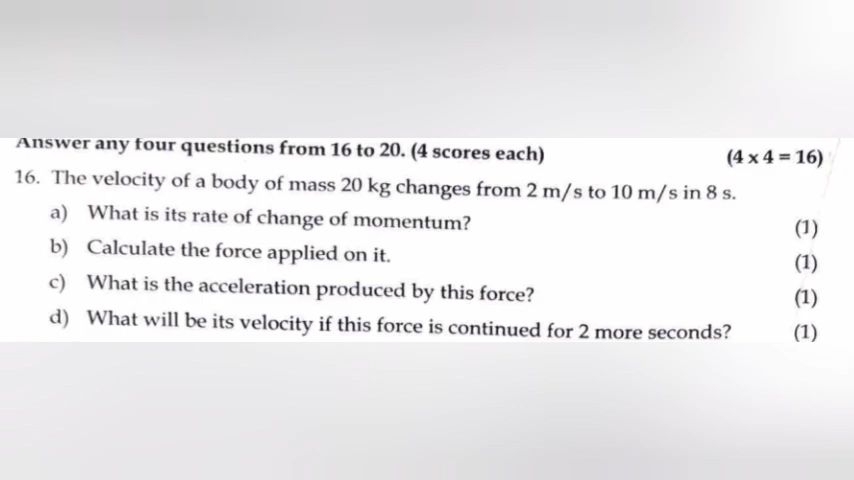 Answer any four questions from 16 to 20. (4 scores each) (4 x 4 = 16)
16. The velocity of a body of mass 20 kg changes from 2 m/s to 10 m/s in 8 s.
a) What is its rate of change of momentum? (1)
b) Calculate the force applied on it. (1)
c) What is the acceleration produced by this force? (1)
d) What will be its velocity if this force is continued for 2 more seconds? (1)